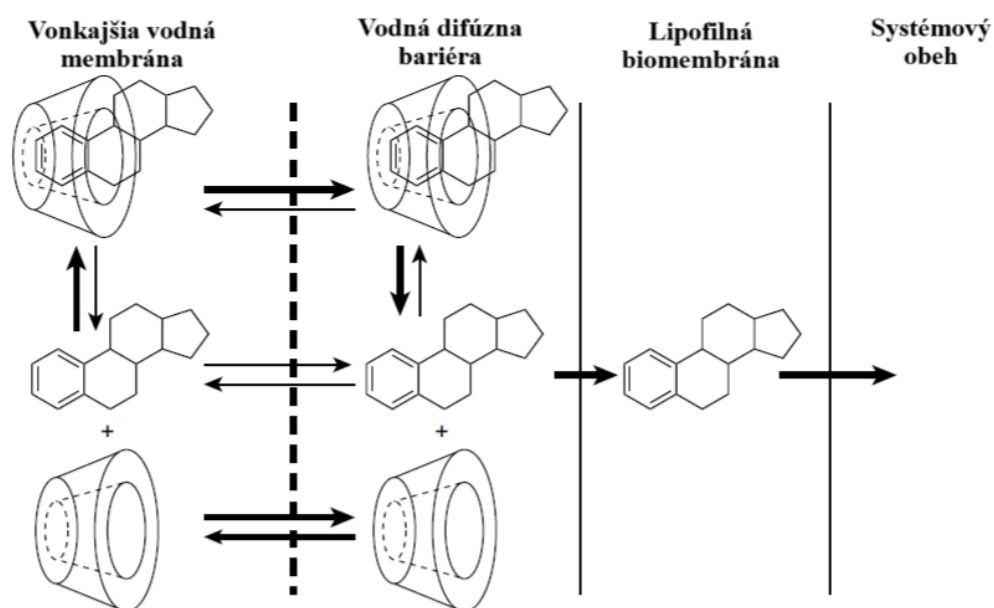 Vonkajšia vodná
membrána
Vodná difúzna
bariéra
Lipofilná
biomembrána
Systémový
obeh
+
+